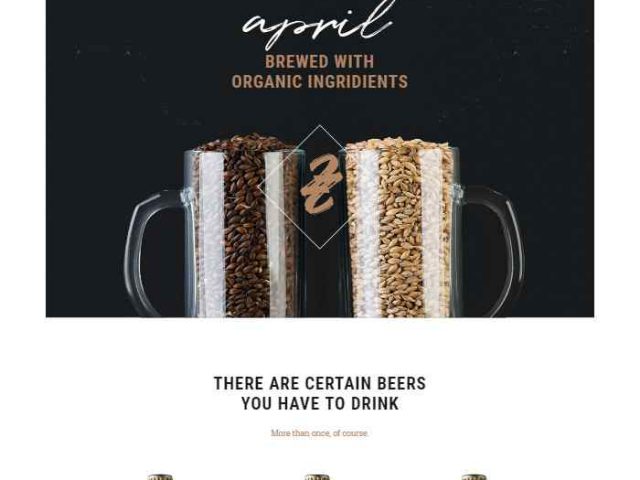 april
BREWED WITH
ORGANIC INGRIDIENTS
THERE ARE CERTAIN BEERS
YOU HAVE TO DRINK
More than once, of course.